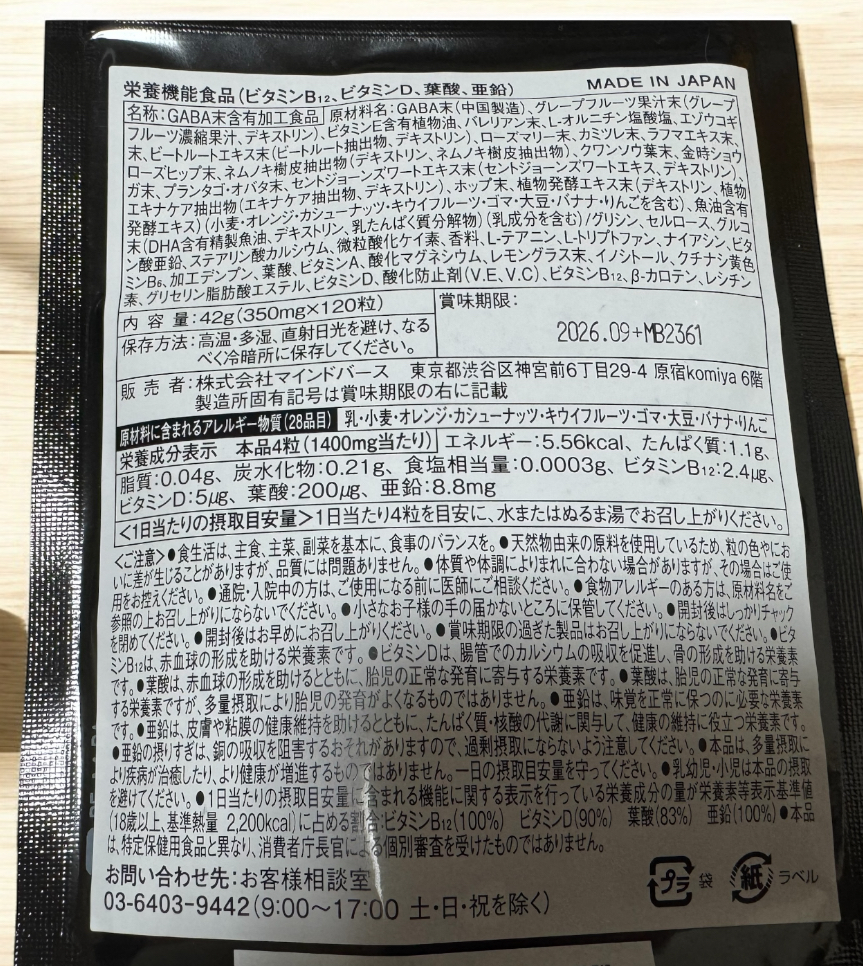 栄養機能食品(ビタミンB12、ビタミンD、葉酸、亜鉛)
MADE IN JAPAN
名称:GABA末含有加工食品
原材料名:GABA末(中国製造)、グレープフルーツ果汁末(グレープ
フルーツ濃縮果汁、デキストリン)、ビタミンE含有植物油、バレリアン末、L-オルニチン塩酸塩、エゾウコギ
末、ビートルートエキス末(ビートルート抽出物、デキストリン)、ローズマリー末、カミツレ末、ラフマエキス末、
ローズヒップ末、ネムノキ樹皮抽出物(デキストリン、ネムノキ樹皮抽出物)、クワンソウ葉末、金時ショウ
ガ末、プランタゴ・オバタ末、セントジョーンズワートエキス末(セントジョーンズワートエキス、デキストリン)、
エキナケア抽出物(エキナケア抽出物、デキストリン)、ホップ末、植物発酵エキス末(デキストリン、植物
発酵エキス)(小麦・オレンジ・カシューナッツ・キウイフルーツ・ゴマ・大豆・バナナ・りんごを含む)、魚油含有
末(DHA含有精製魚油、デキストリン、乳たんぱく質分解物)(乳成分を含む)/グリシン、セルロース、グルコ
ン酸亜鉛、ステアリン酸カルシウム、微粒酸化ケイ素、香料、L-テアニン、L-トリプトファン、ナイアシン、ビタ
ミンB6、加工デンプン、葉酸、ビタミンA、酸化マグネシウム、レモングラス末、イノシトール、クチナシ黄色
素、グリセリン脂肪酸エステル、ビタミンD、酸化防止剤(V.E、V.C)、ビタミンB12、β-カロテン、レシチン
内容量:42g(350mg×120粒)
賞味期限:
2026.09+MB2361
保存方法:高温・多湿、直射日光を避け、なる
べく冷暗所に保存してください。
販売者:株式会社マインドバース 東京都渋谷区神宮前6丁目29-4 原宿komiya 6階
製造所固有記号は賞味期限の右に記載
原材料に含まれるアレルギー物質(28品目)
乳・小麦・オレンジ・カシューナッツ・キウイフルーツ・ゴマ・大豆・バナナ・りんご
栄養成分表示 本品4粒(1400mg当たり) エネルギー:5.56kcal、たんぱく質:1.1g、
脂質:0.04g、炭水化物:0.21g、食塩相当量:0.0003g、ビタミンB12:2.4μg、
ビタミンD:5μg、葉酸:200μg、亜鉛:8.8mg
<1日当たりの摂取目安量>1日当たり4粒を目安に、水またはぬるま湯でお召し上がりください。
<ご注意>●食生活は、主食、主菜、副菜を基本に、食事のバランスを。●天然物由来の原料を使用しているため、粒の色やにお
いに差が生じることがありますが、品質には問題ありません。●体質や体調によりまれに合わない場合がありますが、その場合はご使
用をお控えください。●通院・入院中の方は、ご使用になる前に医師にご相談ください。●食物アレルギーのある方は、原材料名をご
参照の上お召し上がりにならないでください。●小さなお子様の手の届かないところに保管してください。●開封後はしっかりチャック
を閉めてください。●開封後はお早めにお召し上がりください。●賞味期限の過ぎた製品はお召し上がりにならないでください。●ビタ
ミンB12は、赤血球の形成を助ける栄養素です。●ビタミンDは、腸管でのカルシウムの吸収を促進し、骨の形成を助ける栄養素
です。●葉酸は、赤血球の形成を助けるとともに、胎児の正常な発育に寄与する栄養素です。●葉酸は、胎児の正常な発育に寄与
する栄養素ですが、多量摂取により胎児の発育がよくなるものではありません。●亜鉛は、味覚を正常に保つのに必要な栄養素
です。●亜鉛は、皮膚や粘膜の健康維持を助けるとともに、たんぱく質・核酸の代謝に関与して、健康の維持に役立つ栄養素です。
●亜鉛の摂りすぎは、銅の吸収を阻害するおそれがありますので、過剰摂取にならないよう注意してください。●本品は、多量摂取に
より疾病が治癒したり、より健康が増進するものではありません。一日の摂取目安量を守ってください。●乳幼児・小児は本品の摂取
を避けてください。●1日当たりの摂取目安量に含まれる機能に関する表示を行っている栄養成分の量が栄養素等表示基準値
(18歳以上、基準熱量 2,200kcal)に占める割合:ビタミンB12(100%) ビタミンD(90%) 葉酸(83%) 亜鉛(100%)●本品
は、特定保健用食品と異なり、消費者庁長官による個別審査を受けたものではありません。
お問い合わせ先:お客様相談室
03-6403-9442(9:00〜17:00 土・日・祝を除く)
プラ 袋 紙 ラベル